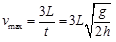 v_max = 3L/t = 3L√(g/2h)